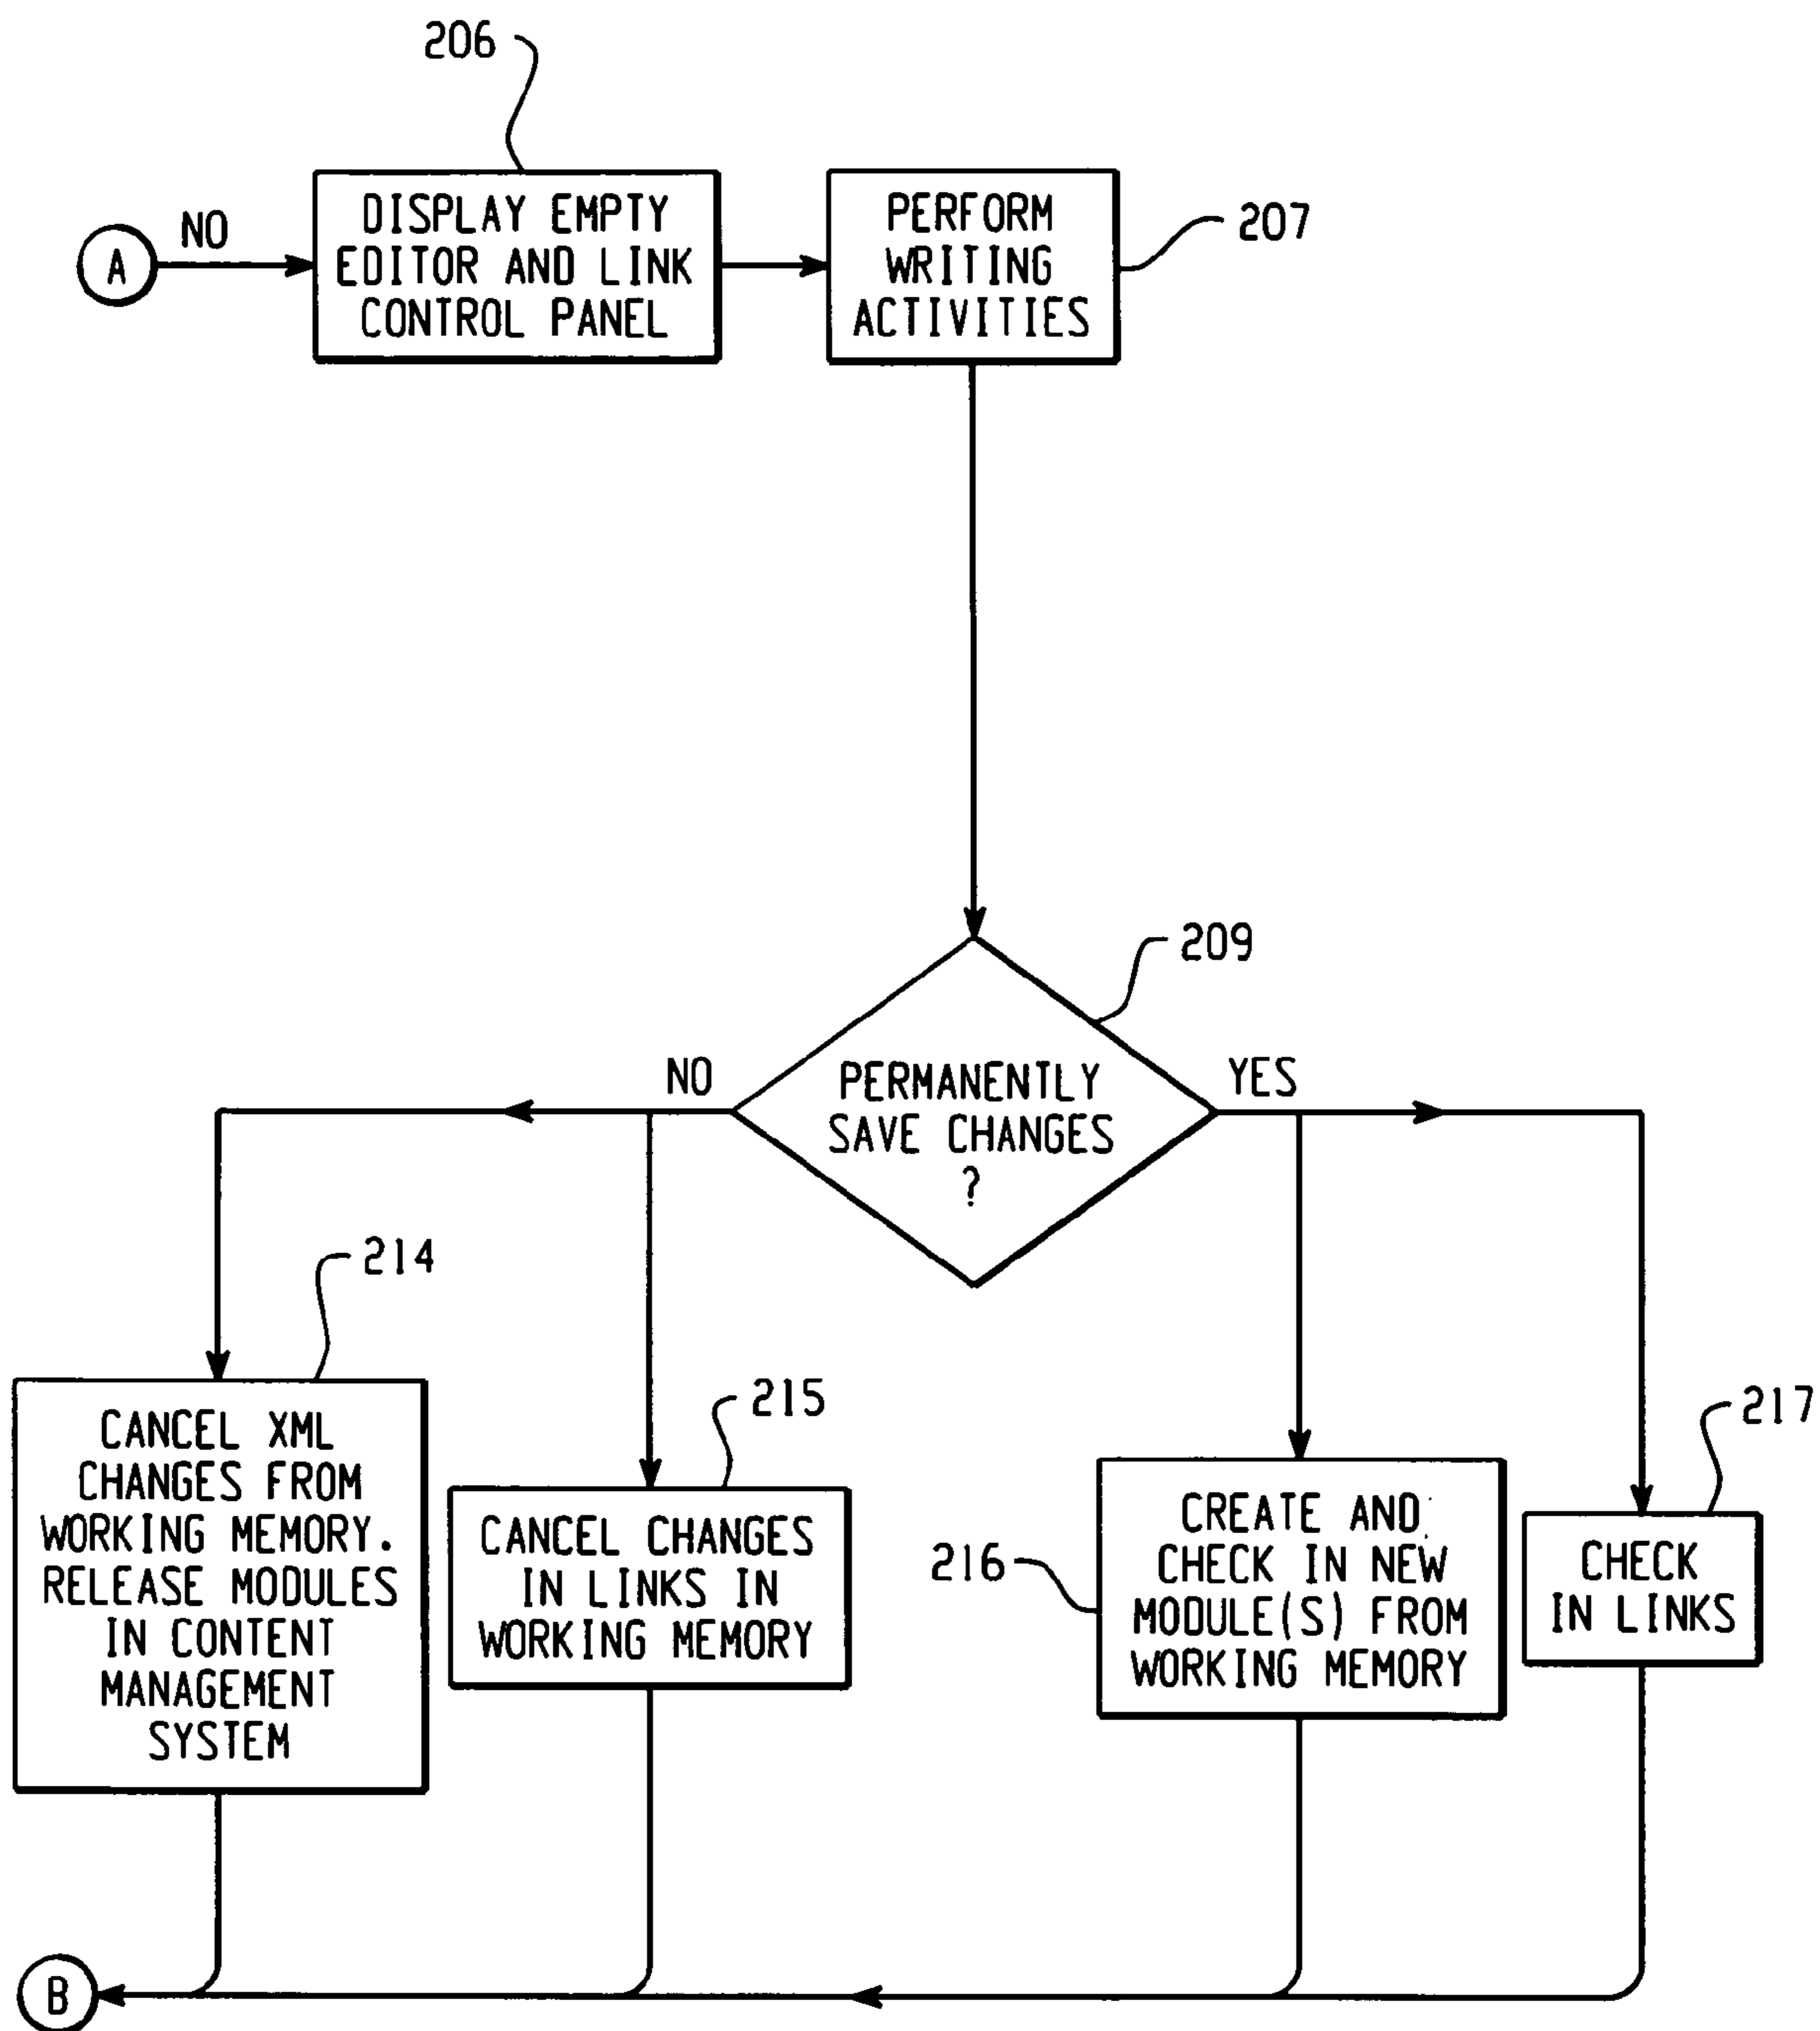 206
A
NO
DISPLAY EMPTY
EDITOR AND LINK
CONTROL PANEL
PERFORM
WRITING
ACTIVITIES
207
209
PERMANENTLY
SAVE CHANGES
?
NO
YES
214
CANCEL XML
CHANGES FROM
WORKING MEMORY.
RELEASE MODULES
IN CONTENT
MANAGEMENT
SYSTEM
215
CANCEL CHANGES
IN LINKS IN
WORKING MEMORY
216
CREATE AND
CHECK IN NEW
MODULE(S) FROM
WORKING MEMORY
217
CHECK
IN LINKS
B